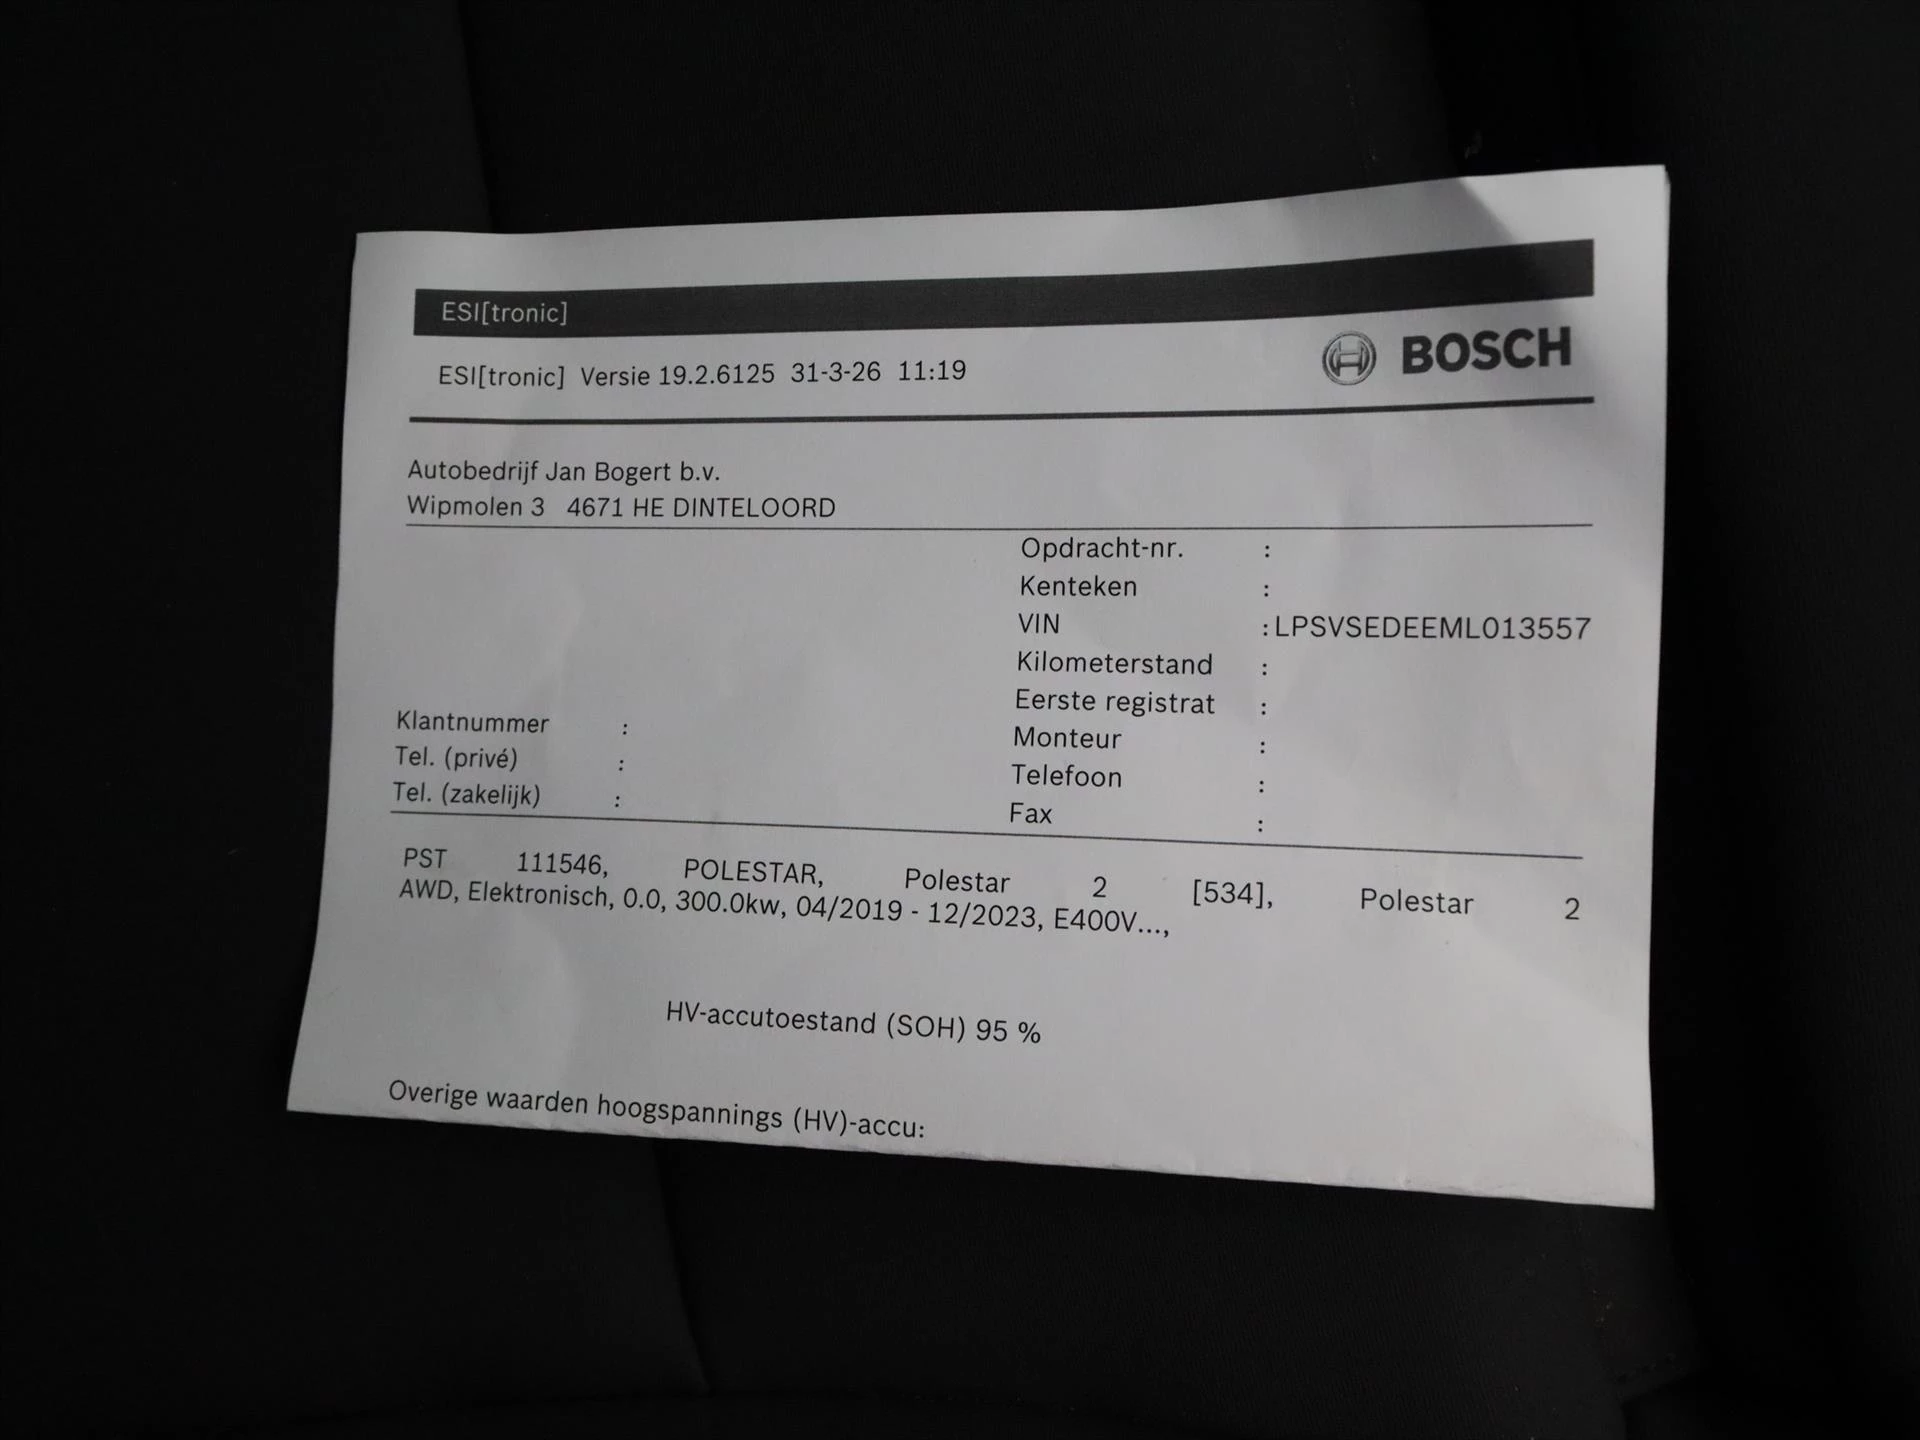 ESI[tronic]
ESI[tronic] Versie 19.2.6125 31-3-26 11:19
BOSCH
Autobedrijf Jan Bogert b.v.
Wipmolen 3 4671 HE DINTELOORD
Opdracht-nr. :
Kenteken :
VIN :LPSVSEDEEML013557
Kilometerstand :
Eerste registrat :
Monteur :
Telefoon :
Fax :
Klantnummer :
Tel. (privé) :
Tel. (zakelijk) :
PST 111546, POLESTAR, Polestar 2 [534], Polestar 2
AWD, Elektronisch, 0.0, 300.0kw, 04/2019 - 12/2023, E400V...,
HV-accutoestand (SOH) 95 %
Overige waarden hoogspannings (HV)-accu: